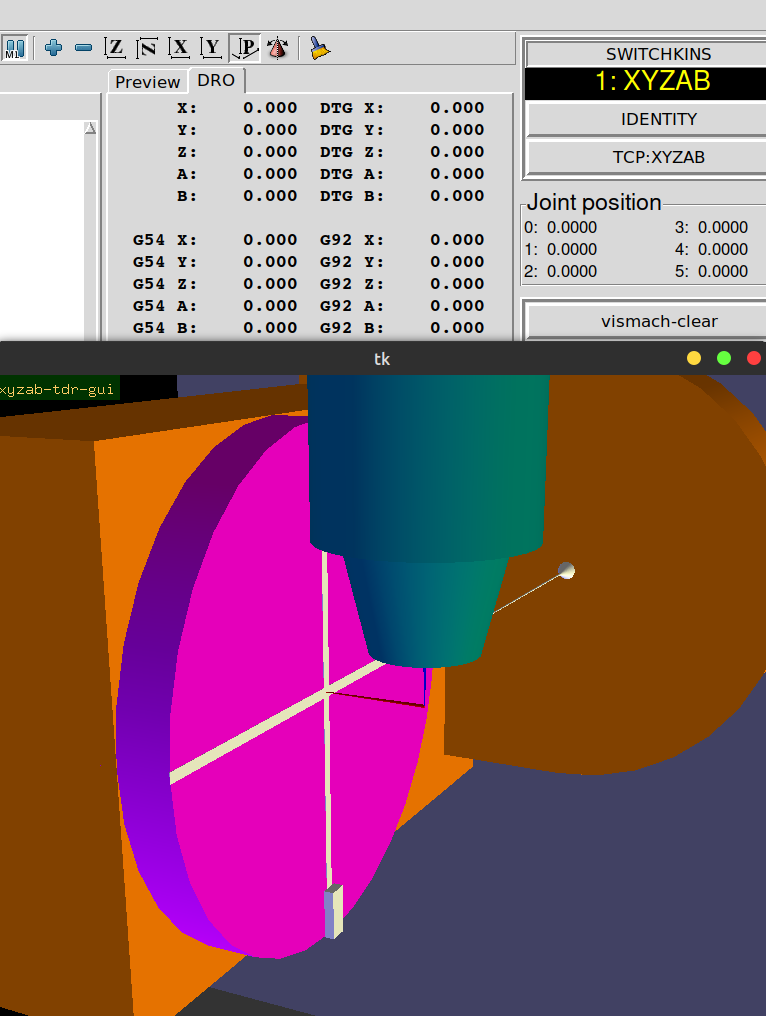 Z N X Y P
Preview DRO
X: 0.000 DTG X: 0.000
Y: 0.000 DTG Y: 0.000
Z: 0.000 DTG Z: 0.000
A: 0.000 DTG A: 0.000
B: 0.000 DTG B: 0.000
G54 X: 0.000 G92 X: 0.000
G54 Y: 0.000 G92 Y: 0.000
G54 Z: 0.000 G92 Z: 0.000
G54 A: 0.000 G92 A: 0.000
G54 B: 0.000 G92 B: 0.000
SWITCHKINS
1: XYZAB
IDENTITY
TCP:XYZAB
Joint position
0: 0.0000 3: 0.0000
1: 0.0000 4: 0.0000
2: 0.0000 5: 0.0000
vismach-clear
tk
xyzab-tdr-gui